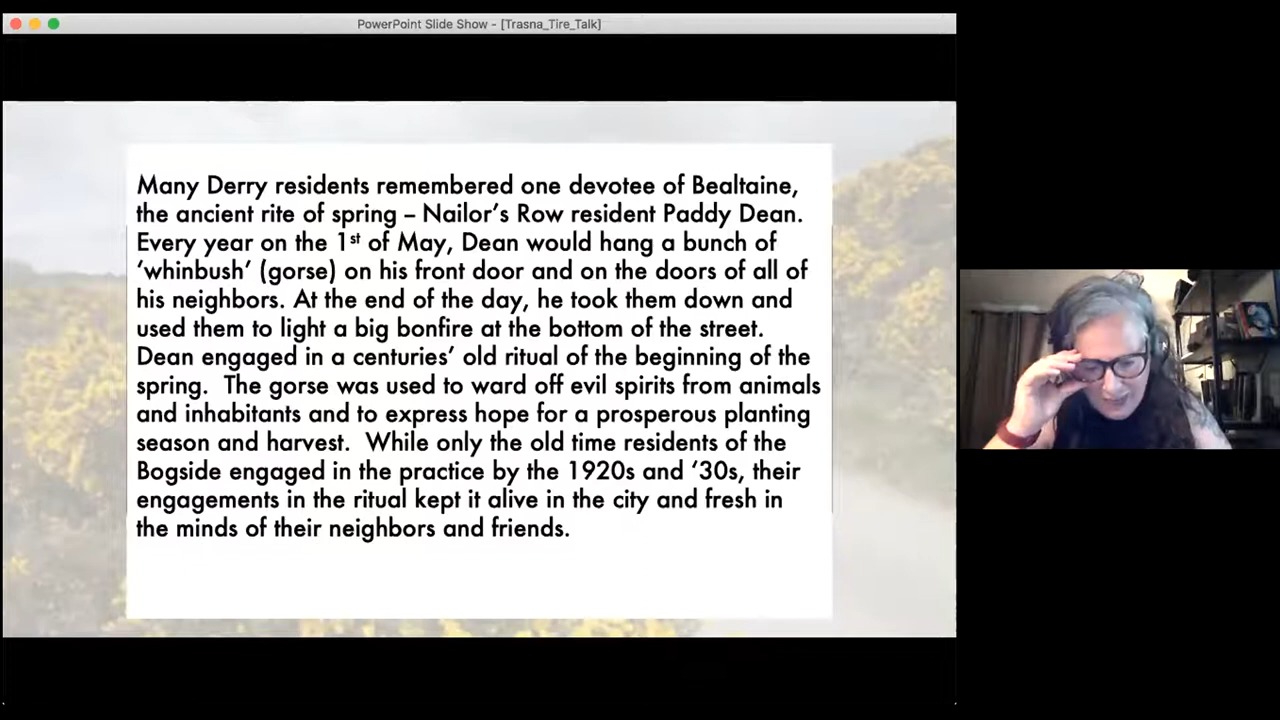 PowerPoint Slide Show - [Trasna_Tire_Talk]
Many Derry residents remembered one devotee of Bealtaine,
the ancient rite of spring – Nailor's Row resident Paddy Dean.
Every year on the 1st of May, Dean would hang a bunch of
'whinbush' (gorse) on his front door and on the doors of all of
his neighbors. At the end of the day, he took them down and
used them to light a big bonfire at the bottom of the street.
Dean engaged in a centuries' old ritual of the beginning of the
spring.  The gorse was used to ward off evil spirits from animals
and inhabitants and to express hope for a prosperous planting
season and harvest.  While only the old time residents of the
Bogside engaged in the practice by the 1920s and '30s, their
engagements in the ritual kept it alive in the city and fresh in
the minds of their neighbors and friends.